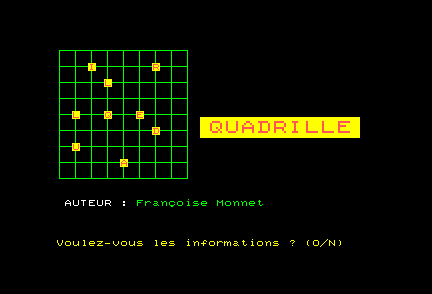 I R
L
L Q E
D
U
A
QUADRILLE
AUTEUR : Françoise Monnet
Voulez-vous les informations ? (O/N)